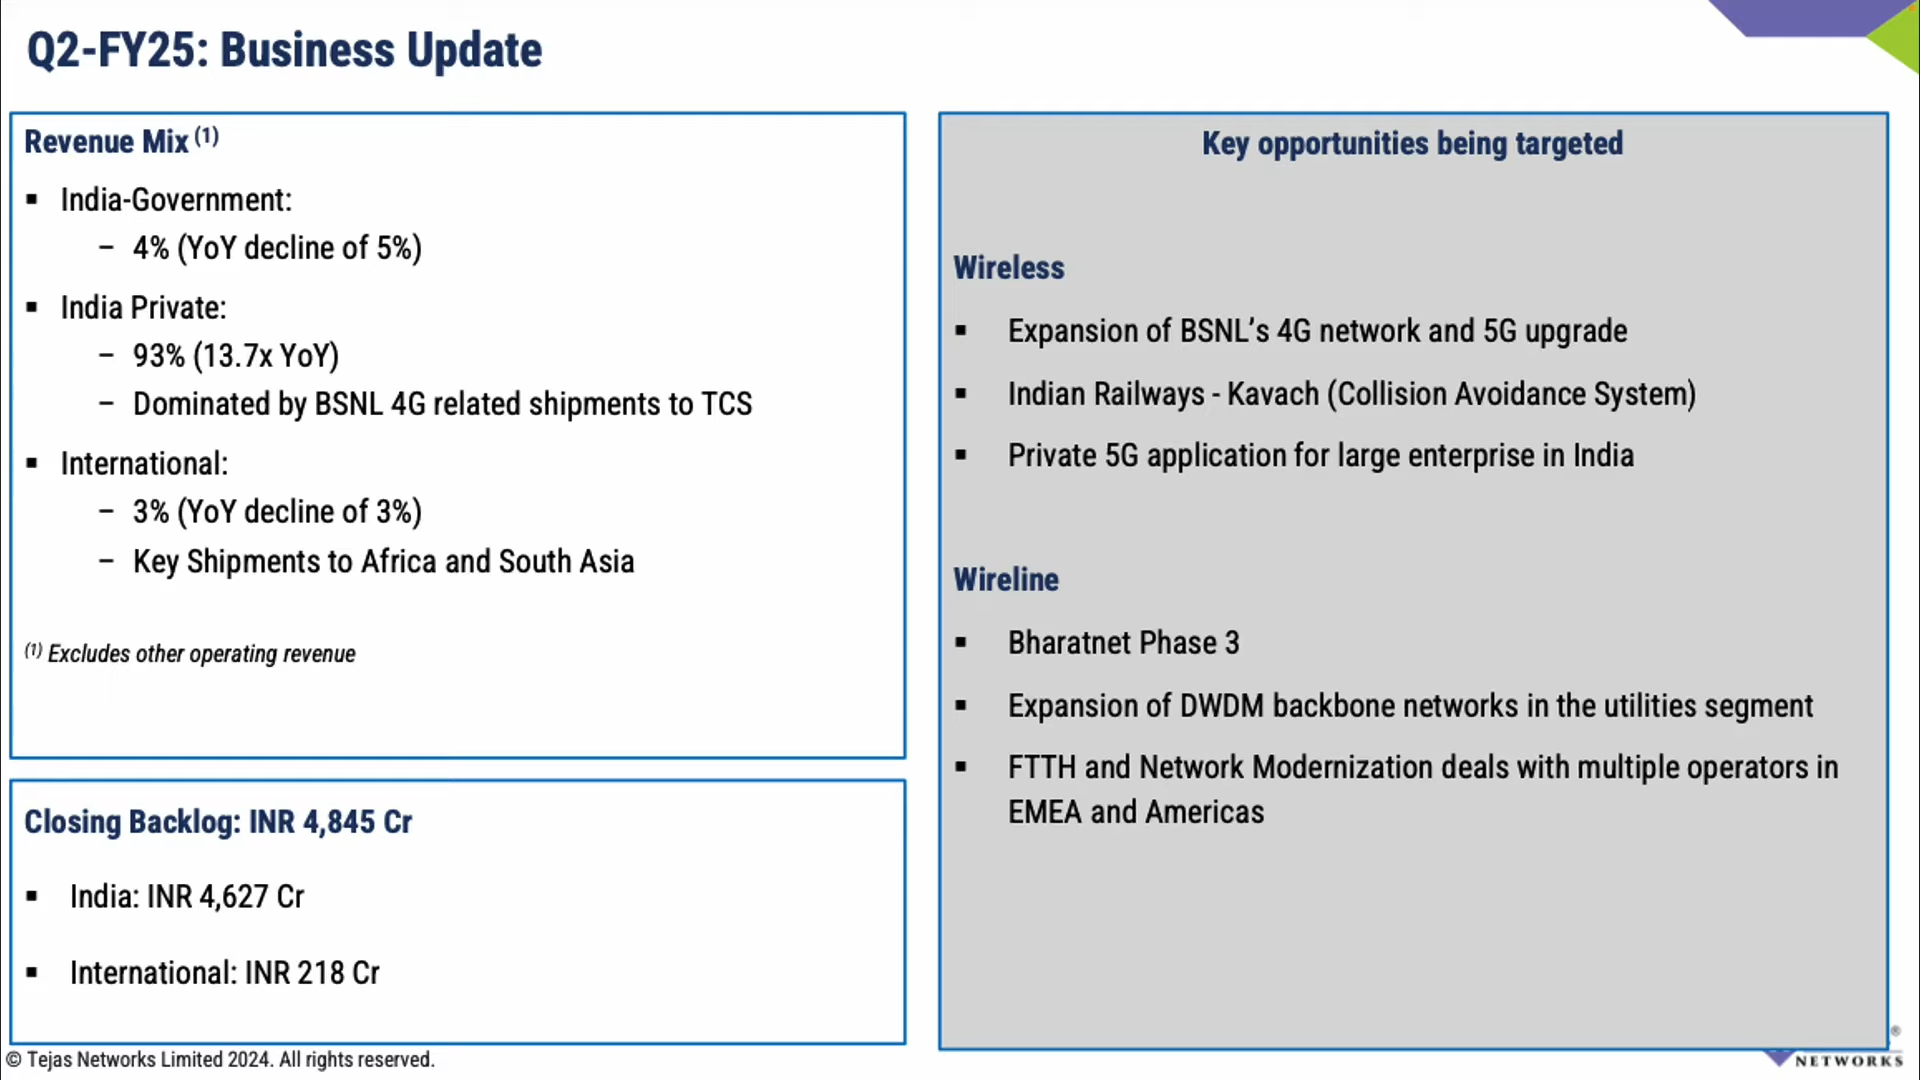 Q2-FY25: Business Update
Revenue Mix (1)
▪ India-Government:
– 4% (YoY decline of 5%)
▪ India Private:
– 93% (13.7x YoY)
– Dominated by BSNL 4G related shipments to TCS
▪ International:
– 3% (YoY decline of 3%)
– Key Shipments to Africa and South Asia
(1) Excludes other operating revenue
Closing Backlog: INR 4,845 Cr
▪ India: INR 4,627 Cr
▪ International: INR 218 Cr
Key opportunities being targeted
Wireless
▪ Expansion of BSNL’s 4G network and 5G upgrade
▪ Indian Railways - Kavach (Collision Avoidance System)
▪ Private 5G application for large enterprise in India
Wireline
▪ Bharatnet Phase 3
▪ Expansion of DWDM backbone networks in the utilities segment
▪ FTTH and Network Modernization deals with multiple operators in
EMEA and Americas
© Tejas Networks Limited 2024. All rights reserved.
®
NETWORKS